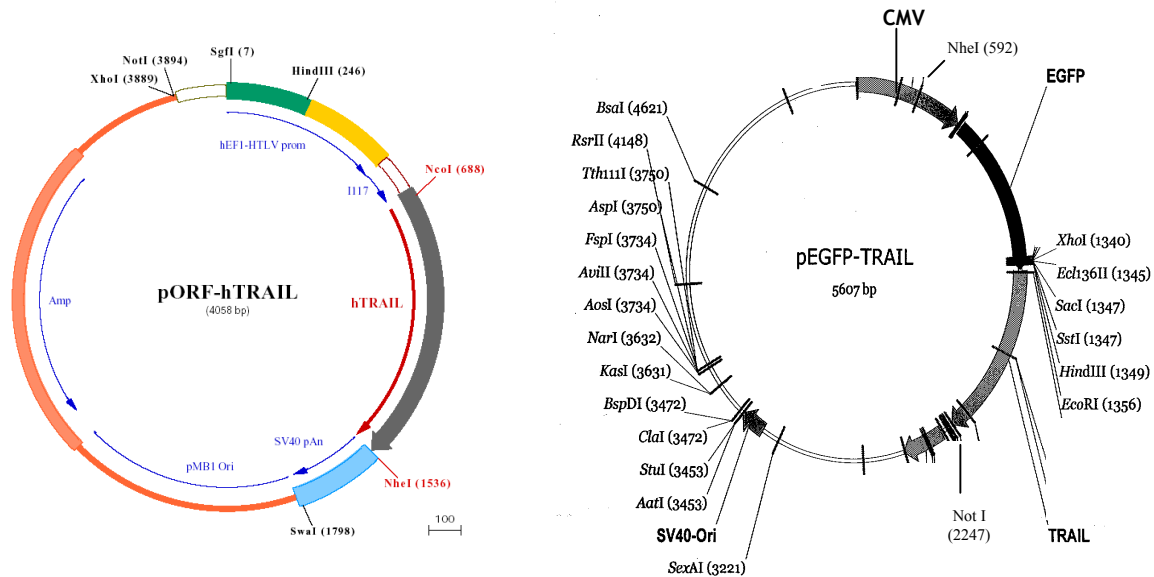 SgfI (7)
NotI (3894)
HindIII (246)
XhoI (3889)
hEF1-HTLV prom
NcoI (688)
I117
pORF-hTRAIL
(4058 bp)
hTRAIL
Amp
SV40 pAn
pMB1 Ori
NheI (1536)
SwaI (1798)
100
CMV
NheI (592)
EGFP
BsaI (4621)
RsrII (4148)
Tth111I (3750)
AspI (3750)
FspI (3734)
AviII (3734)
AosI (3734)
NarI (3632)
KasI (3631)
BspDI (3472)
ClaI (3472)
StuI (3453)
AatI (3453)
SV40-Ori
SexAI (3221)
pEGFP-TRAIL
5607 bp
XhoI (1340)
Ecl136II (1345)
SacI (1347)
SstI (1347)
HindIII (1349)
EcoRI (1356)
Not I
(2247)
TRAIL